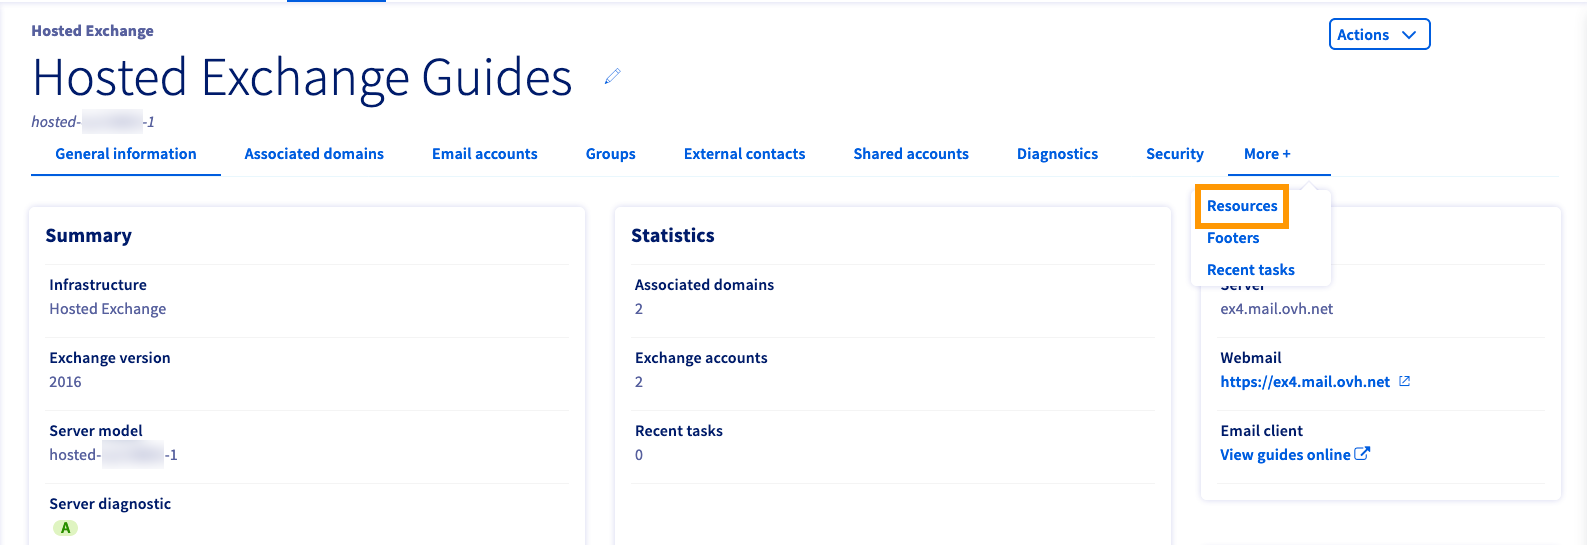 Hosted Exchange
Actions
Hosted Exchange Guides
hosted- -1
General information Associated domains Email accounts Groups External contacts Shared accounts Diagnostics Security More +
Resources
Footers
Recent tasks
Summary
Infrastructure
Hosted Exchange
Exchange version
2016
Server model
hosted- -1
Server diagnostic
A
Statistics
Associated domains
2
Exchange accounts
2
Recent tasks
0
Server
ex4.mail.ovh.net
Webmail
https://ex4.mail.ovh.net
Email client
View guides online